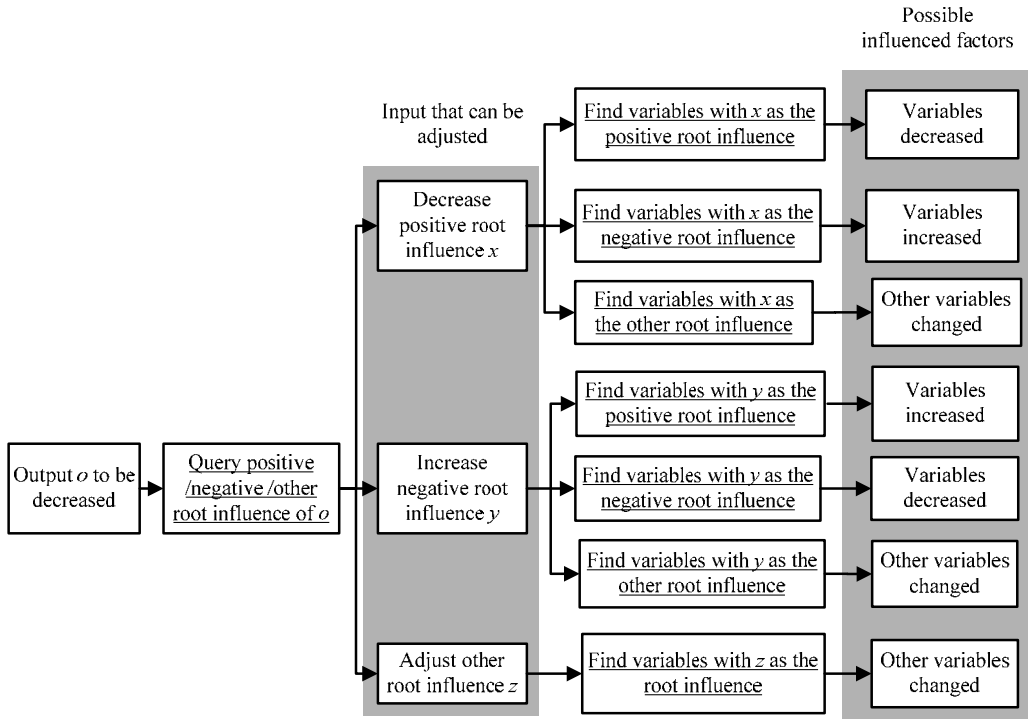 Possible
influenced factors
Input that can be
adjusted
Find variables with x as the
positive root influence
Variables
decreased
Decrease
positive root
influence x
Find variables with x as the
negative root influence
Variables
increased
Find variables with x as
the other root influence
Other variables
changed
Find variables with y as the
positive root influence
Variables
increased
Output o to be
decreased
Query positive
/negative /other
root influence of o
Increase
negative root
influence y
Find variables with y as the
negative root influence
Variables
decreased
Find variables with y as the
other root influence
Other variables
changed
Adjust other
root influence z
Find variables with z as the
root influence
Other variables
changed